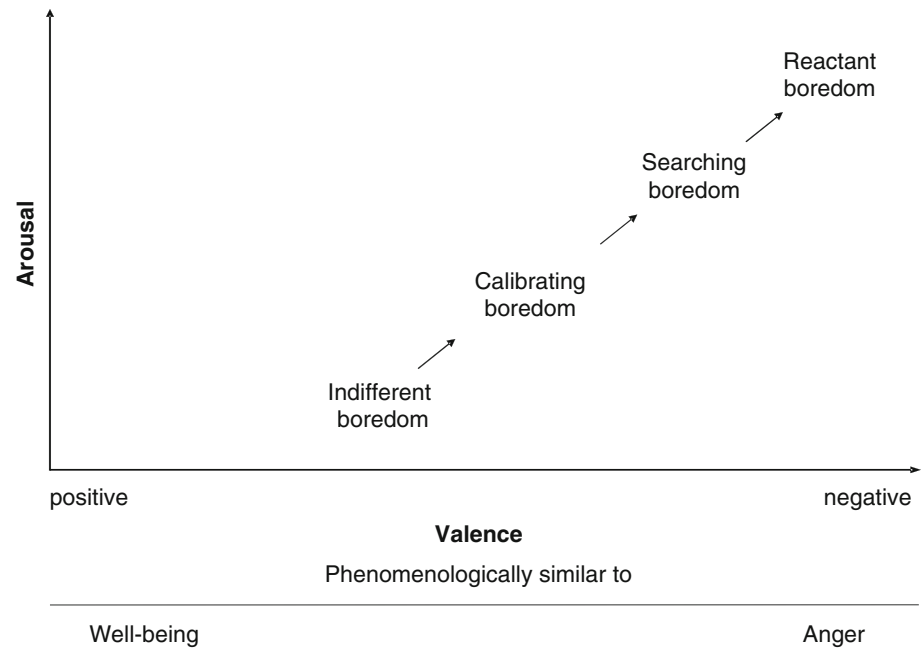 Reactant
boredom
Searching
boredom
Calibrating
boredom
Indifferent
boredom
Arousal
positive
negative
Valence
Phenomenologically similar to
Well-being
Anger